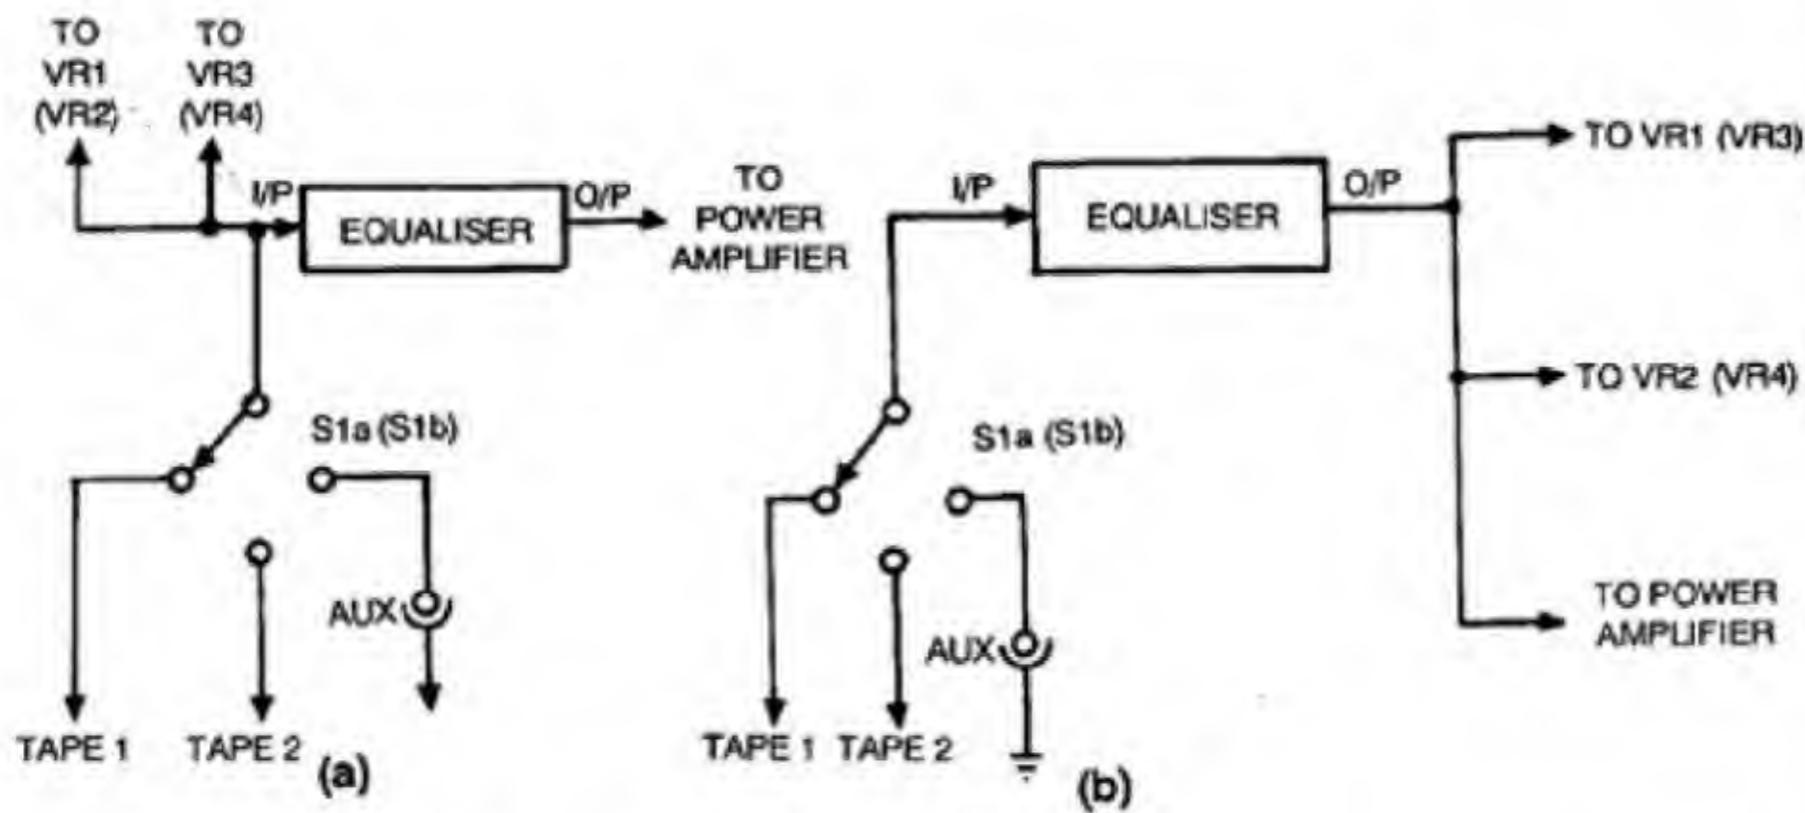 TO
VR1
(VR2)
TO
VR3
(VR4)
I/P
EQUALISER
O/P
TO
POWER
AMPLIFIER
S1a (S1b)
AUX
TAPE 1
TAPE 2
(a)
I/P
EQUALISER
O/P
TO VR1 (VR3)
TO VR2 (VR4)
TO POWER
AMPLIFIER
S1a (S1b)
AUX
TAPE 1
TAPE 2
(b)